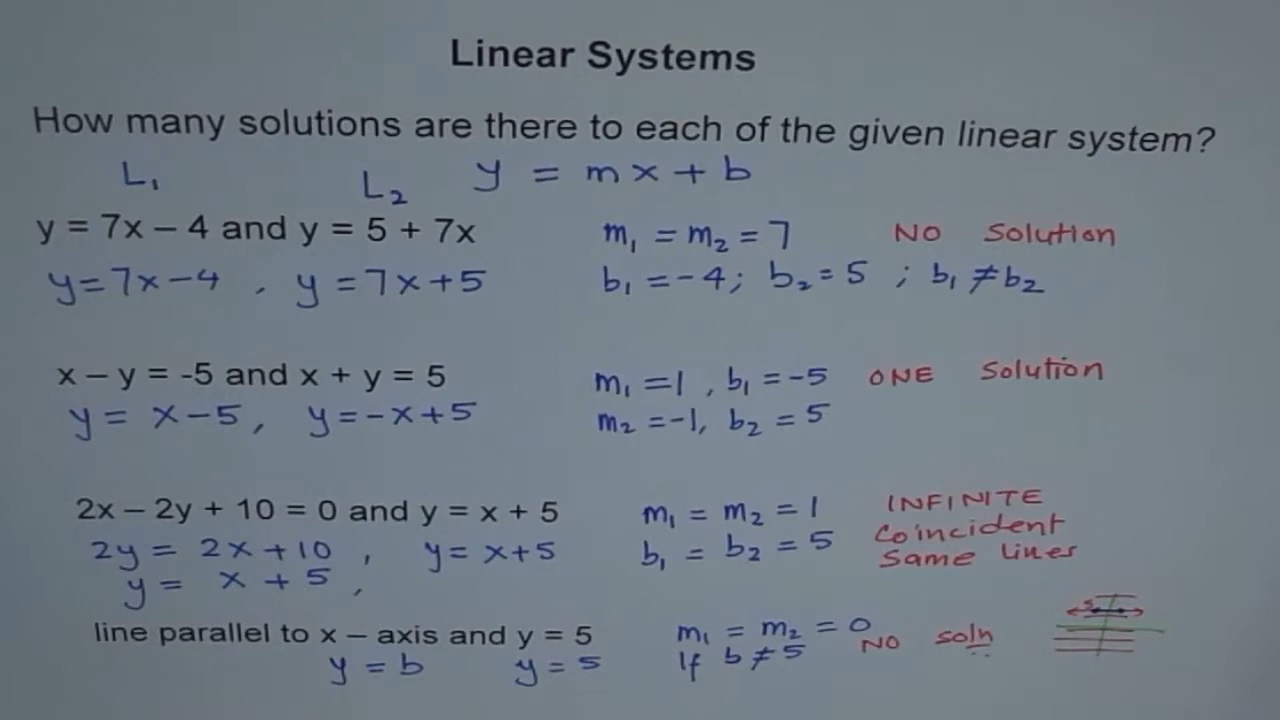 Linear Systems
How many solutions are there to each of the given linear system?
L₁ L₂ y = mx + b
y = 7x – 4 and y = 5 + 7x m₁ = m₂ = 7 NO Solution
y = 7x – 4 , y = 7x + 5 b₁ = -4; b₂ = 5 ; b₁ ≠ b₂
x – y = -5 and x + y = 5 m₁ = 1 , b₁ = -5 ONE Solution
y = x – 5 , y = -x + 5 m₂ = -1, b₂ = 5
2x – 2y + 10 = 0 and y = x + 5 m₁ = m₂ = 1 INFINITE
2y = 2x + 10 , y = x + 5 b₁ = b₂ = 5 Coincident
y = x + 5 , Same lines
line parallel to x – axis and y = 5 m₁ = m₂ = 0 NO soln
y = b y = 5 If b ≠ 5